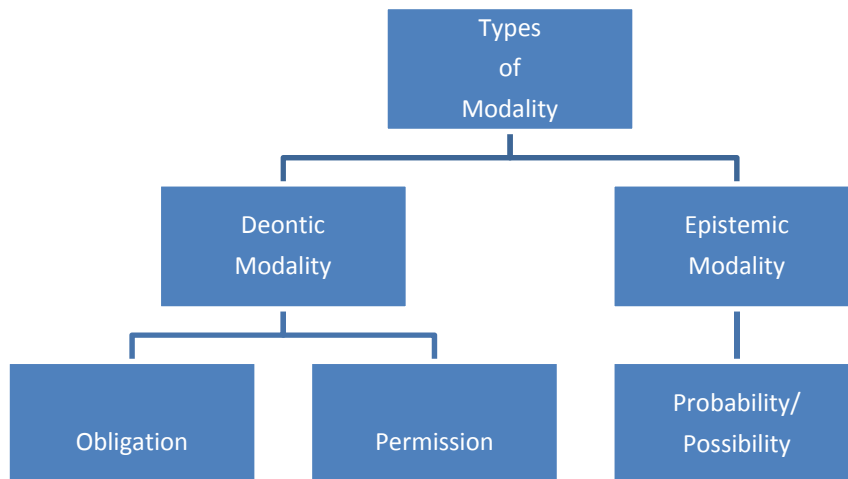 Types
of
Modality
Deontic
Modality
Epistemic
Modality
Obligation
Permission
Probability/
Possibility